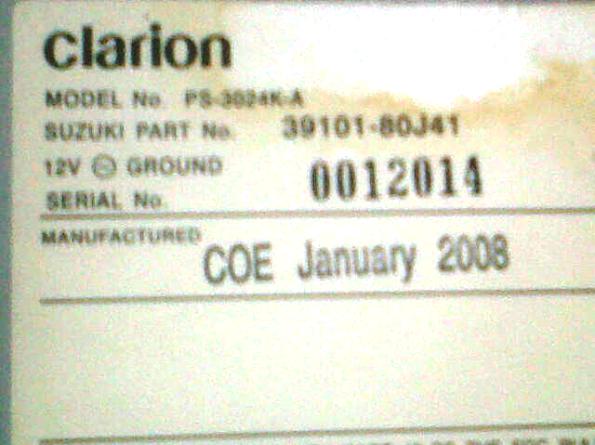 clarion
MODEL No. PS-3024K-A
SUZUKI PART No. 39101-80J41
12V ⊖ GROUND
SERIAL No. 0012014
MANUFACTURED COE January 2008